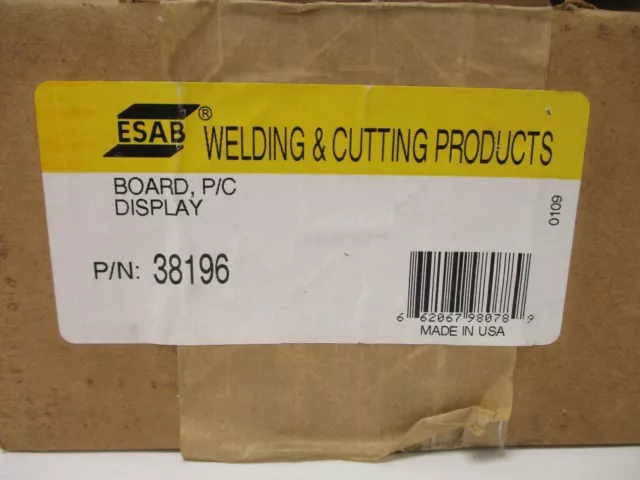 ESAB ® WELDING & CUTTING PRODUCTS
BOARD, P/C
DISPLAY
0109
P/N: 38196
6 62067 98078 9
MADE IN USA